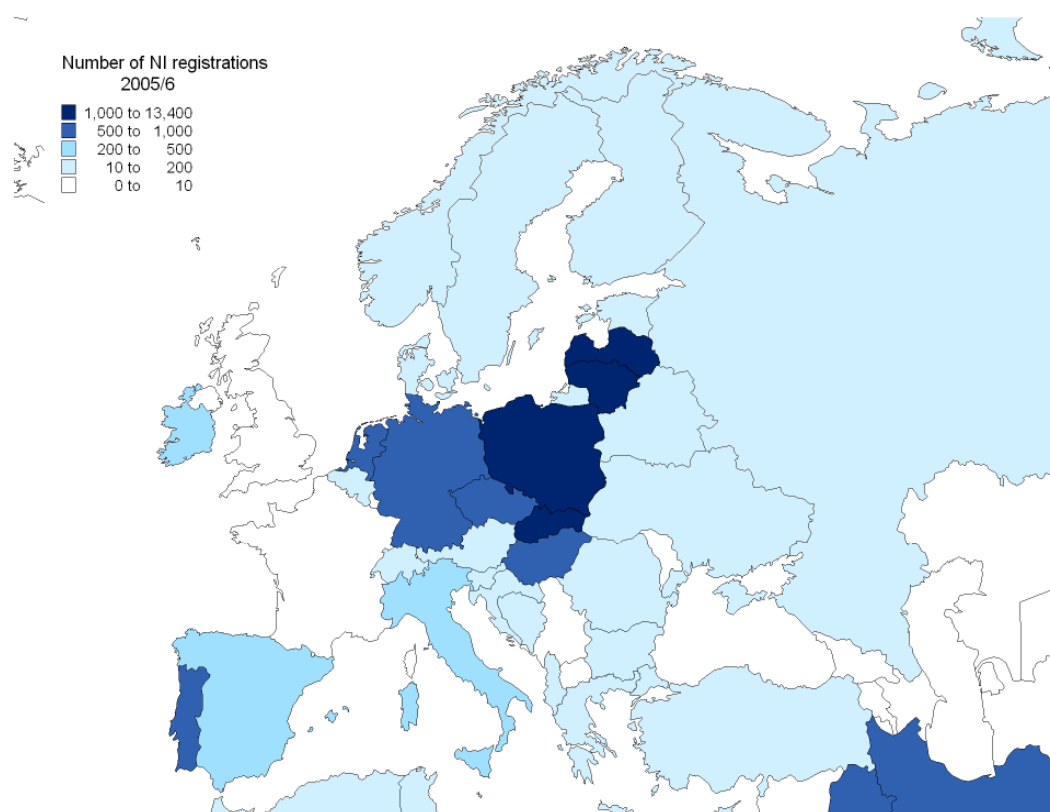 Number of NI registrations
2005/6
1,000 to 13,400
500 to 1,000
200 to 500
10 to 200
0 to 10